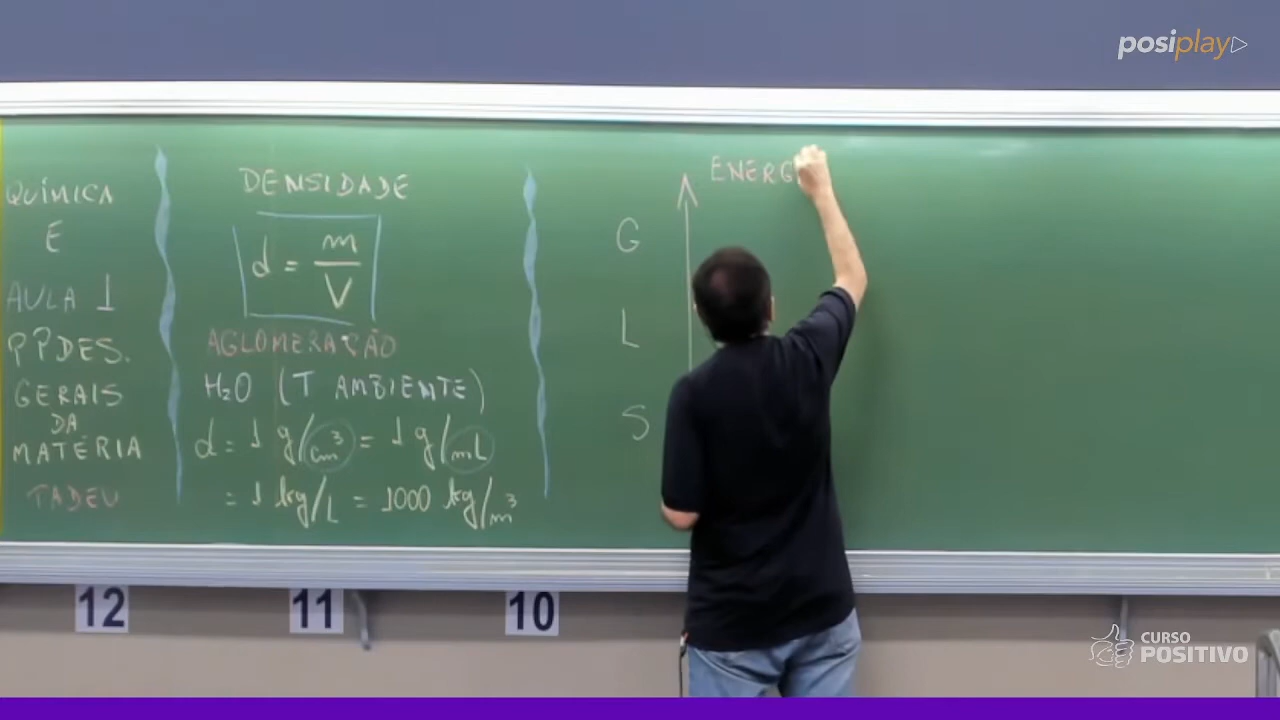 posiplay
QUÍMICA
E
AULA 1
PPDES.
GERAIS
DA
MATÉRIA
TADEU
DENSIDADE
d = m/V
AGLOMERAÇÃO
H₂O (T AMBIENTE)
d = 1 g/cm³ = 1 g/mL
= 1 kg/L = 1000 kg/m³
ENERG
G
L
S
12
11
10
CURSO
POSITIVO